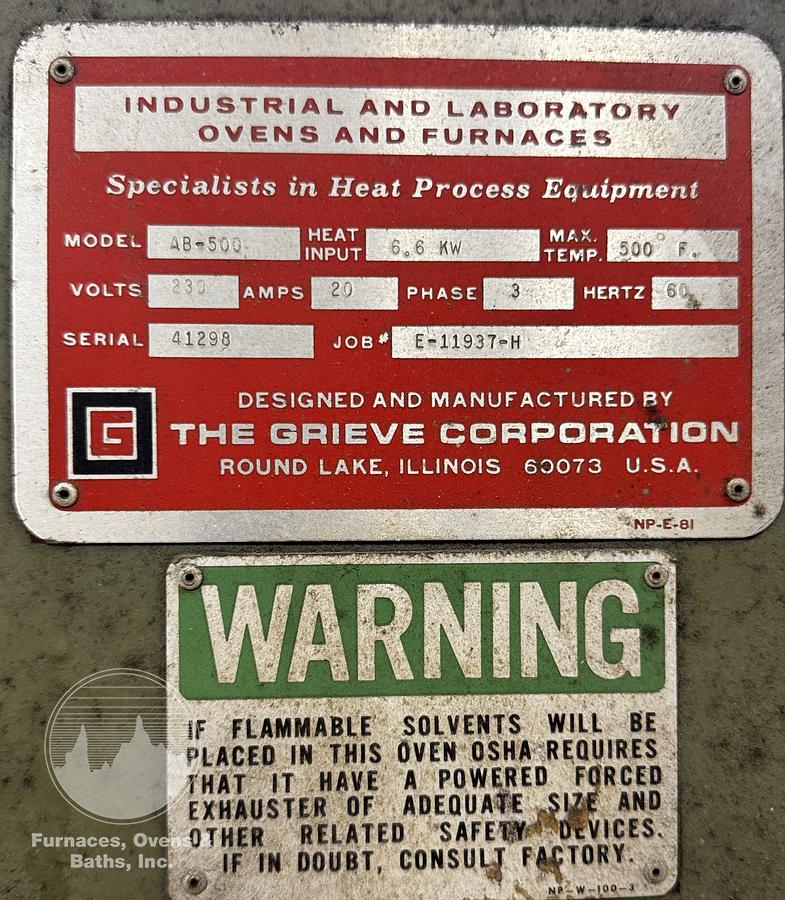 INDUSTRIAL AND LABORATORY
OVENS AND FURNACES
Specialists in Heat Process Equipment
MODEL AB-500 HEAT INPUT 6.6 KW MAX. TEMP. 500° F.
VOLTS 230 AMPS 20 PHASE 3 HERTZ 60
SERIAL 41298 JOB# E-11937-H
DESIGNED AND MANUFACTURED BY
G THE GRIEVE CORPORATION
ROUND LAKE, ILLINOIS 60073 U.S.A.
NP-E-81
WARNING
IF FLAMMABLE SOLVENTS WILL BE
PLACED IN THIS OVEN OSHA REQUIRES
THAT IT HAVE A POWERED FORCED
EXHAUSTER OF ADEQUATE SIZE AND
OTHER RELATED SAFETY DEVICES.
IF IN DOUBT, CONSULT FACTORY.
NP-W-100-3
Furnaces, Ovens &
Baths, Inc.